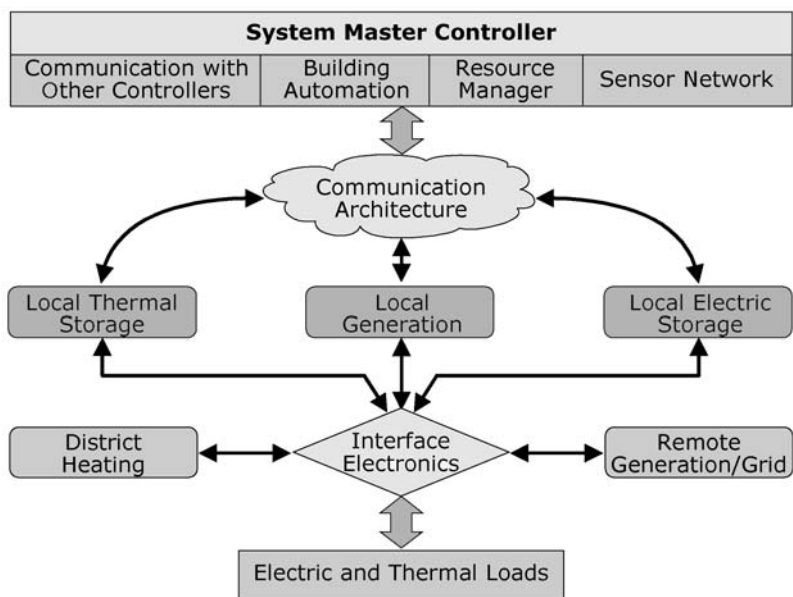 System Master Controller
Communication with
Other Controllers
Building
Automation
Resource
Manager
Sensor Network
Communication
Architecture
Local Thermal
Storage
Local
Generation
Local Electric
Storage
District
Heating
Interface
Electronics
Remote
Generation/Grid
Electric and Thermal Loads